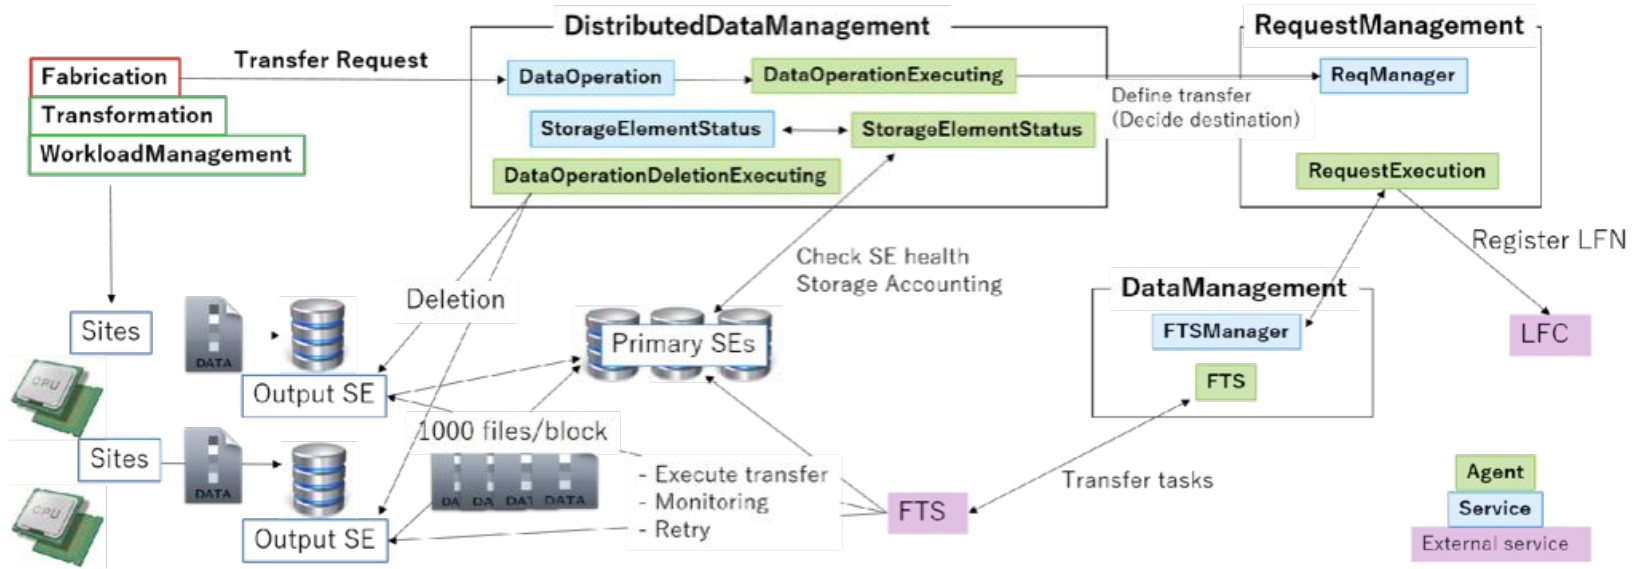 DistributedDataManagement
RequestManagement
Fabrication
Transfer Request
DataOperation
DataOperationExecuting
ReqManager
Transformation
Define transfer
(Decide destination)
StorageElementStatus
StorageElementStatus
WorkloadManagement
DataOperationDeletionExecuting
RequestExecution
Check SE health
Storage Accounting
Register LFN
Deletion
DataManagement
Sites
DATA
Primary SEs
FTSManager
LFC
CPU
Output SE
FTS
1000 files/block
Sites
DATA
DA DA DAT DATA
- Execute transfer
- Monitoring
- Retry
Transfer tasks
CPU
Output SE
FTS
Agent
Service
External service